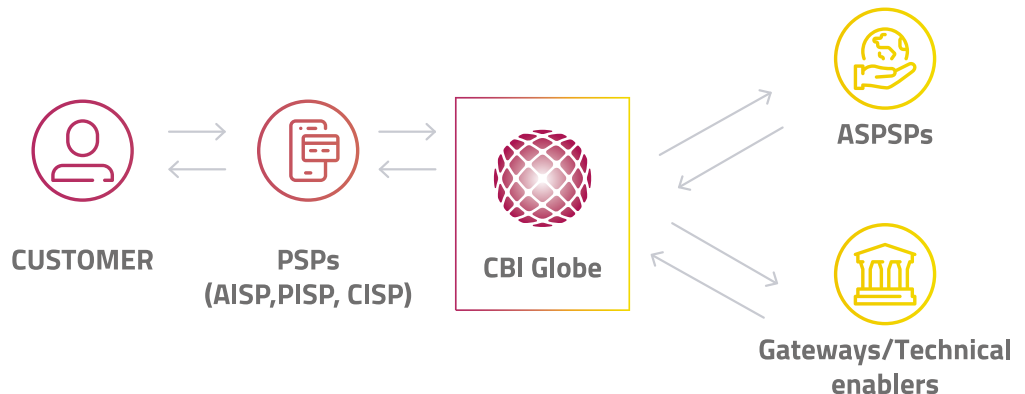 CUSTOMER
PSPs
(AISP,PISP, CISP)
CBI Globe
ASPSPs
Gateways/Technical
enablers